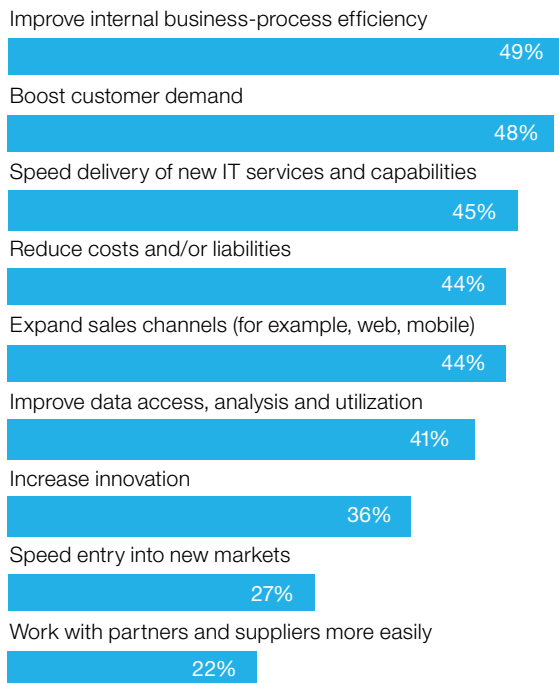 Improve internal business-process efficiency
49%
Boost customer demand
48%
Speed delivery of new IT services and capabilities
45%
Reduce costs and/or liabilities
44%
Expand sales channels (for example, web, mobile)
44%
Improve data access, analysis and utilization
41%
Increase innovation
36%
Speed entry into new markets
27%
Work with partners and suppliers more easily
22%